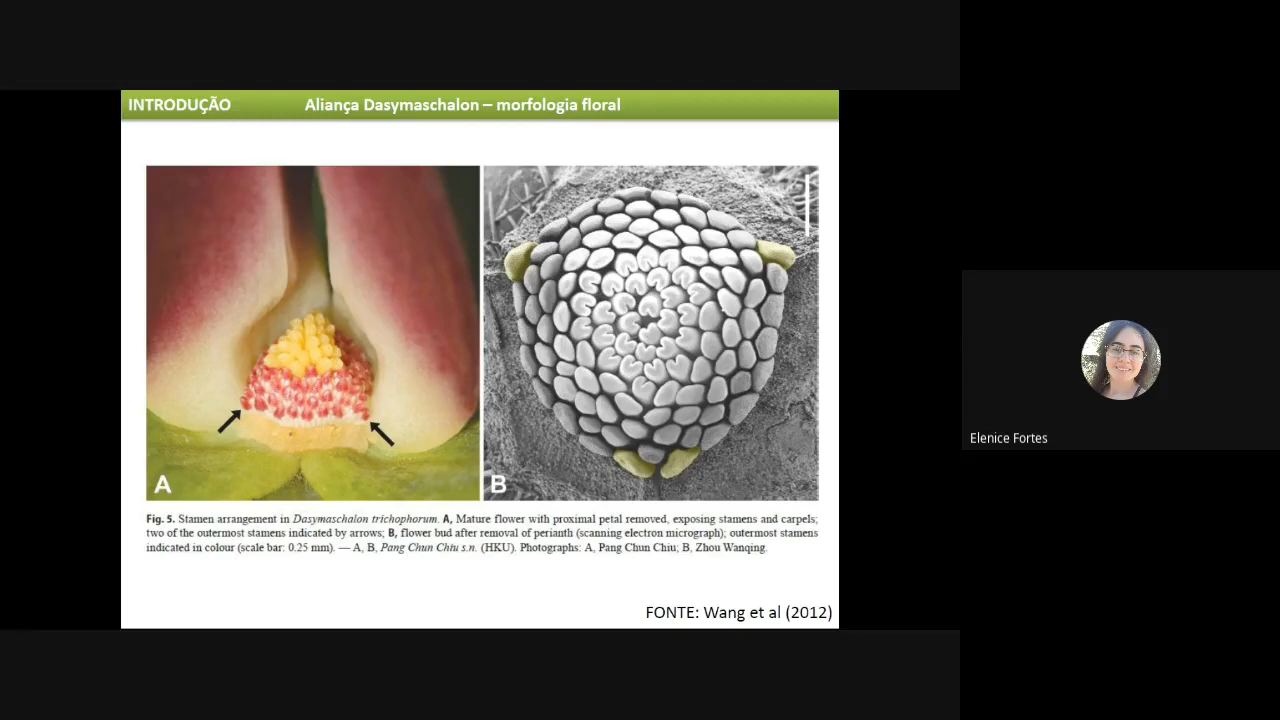 INTRODUÇÃO Aliança Dasymaschalon – morfologia floral
A
B
Fig. 5. Stamen arrangement in Dasymaschalon trichophorum. A, Mature flower with proximal petal removed, exposing stamens and carpels;
two of the outermost stamens indicated by arrows; B, flower bud after removal of perianth (scanning electron micrograph); outermost stamens
indicated in colour (scale bar: 0.25 mm). — A, B, Pang Chun Chiu s.n. (HKU). Photographs: A, Pang Chun Chiu; B, Zhou Wanqing.
FONTE: Wang et al (2012)
Elenice Fortes